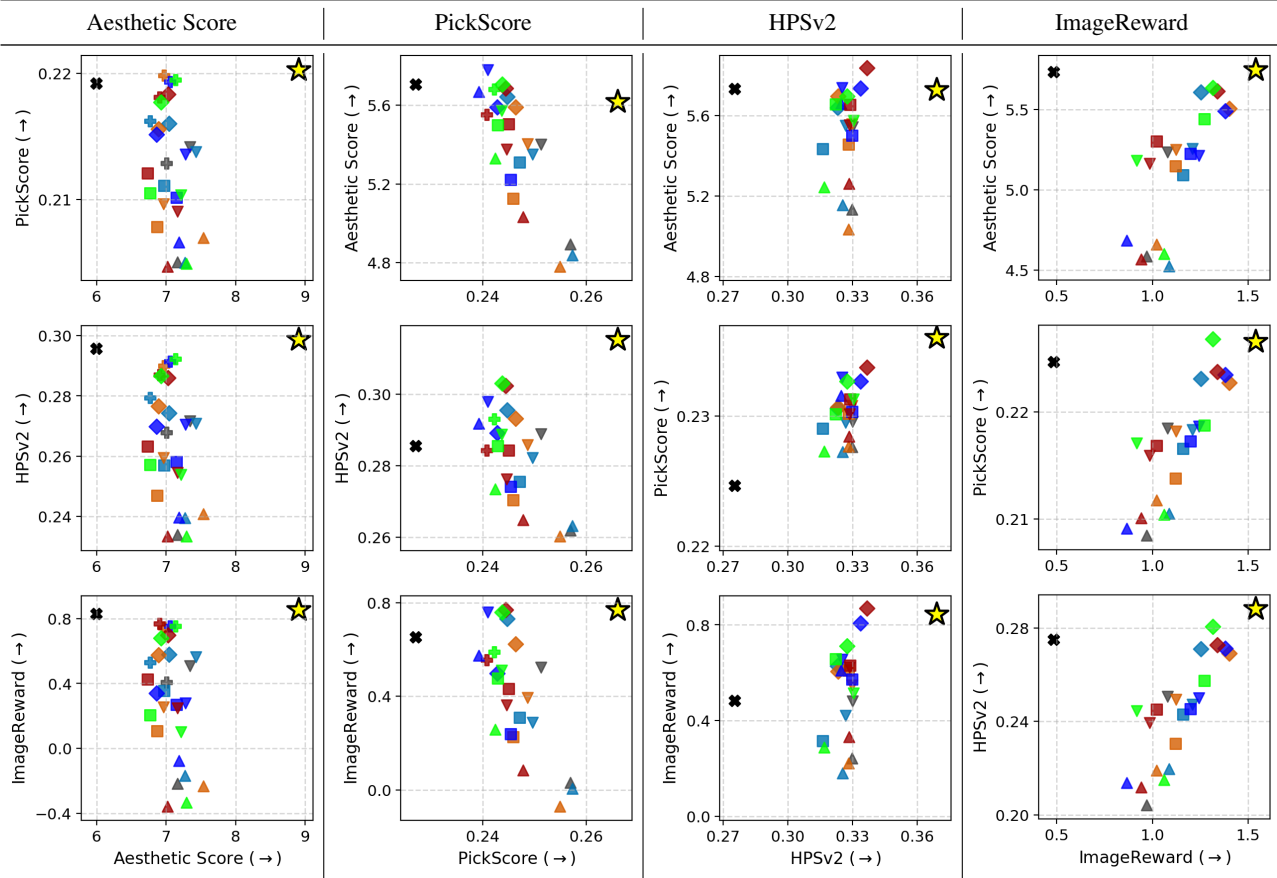 Aesthetic Score PickScore HPSv2 ImageReward
PickScore (→)
0.22
0.21
6 7 8 9
Aesthetic Score (→)
5.6
5.2
4.8
0.24 0.26
Aesthetic Score (→)
5.6
5.2
4.8
0.27 0.30 0.33 0.36
Aesthetic Score (→)
5.5
5.0
4.5
0.5 1.0 1.5
HPSv2 (→)
0.30
0.28
0.26
0.24
6 7 8 9
HPSv2 (→)
0.30
0.28
0.26
0.24 0.26
PickScore (→)
0.23
0.22
0.27 0.30 0.33 0.36
PickScore (→)
0.22
0.21
0.5 1.0 1.5
ImageReward (→)
0.8
0.4
0.0
−0.4
6 7 8 9
Aesthetic Score (→)
ImageReward (→)
0.8
0.4
0.0
0.24 0.26
PickScore (→)
ImageReward (→)
0.8
0.4
0.0
0.27 0.30 0.33 0.36
HPSv2 (→)
HPSv2 (→)
0.28
0.24
0.20
0.5 1.0 1.5
ImageReward (→)